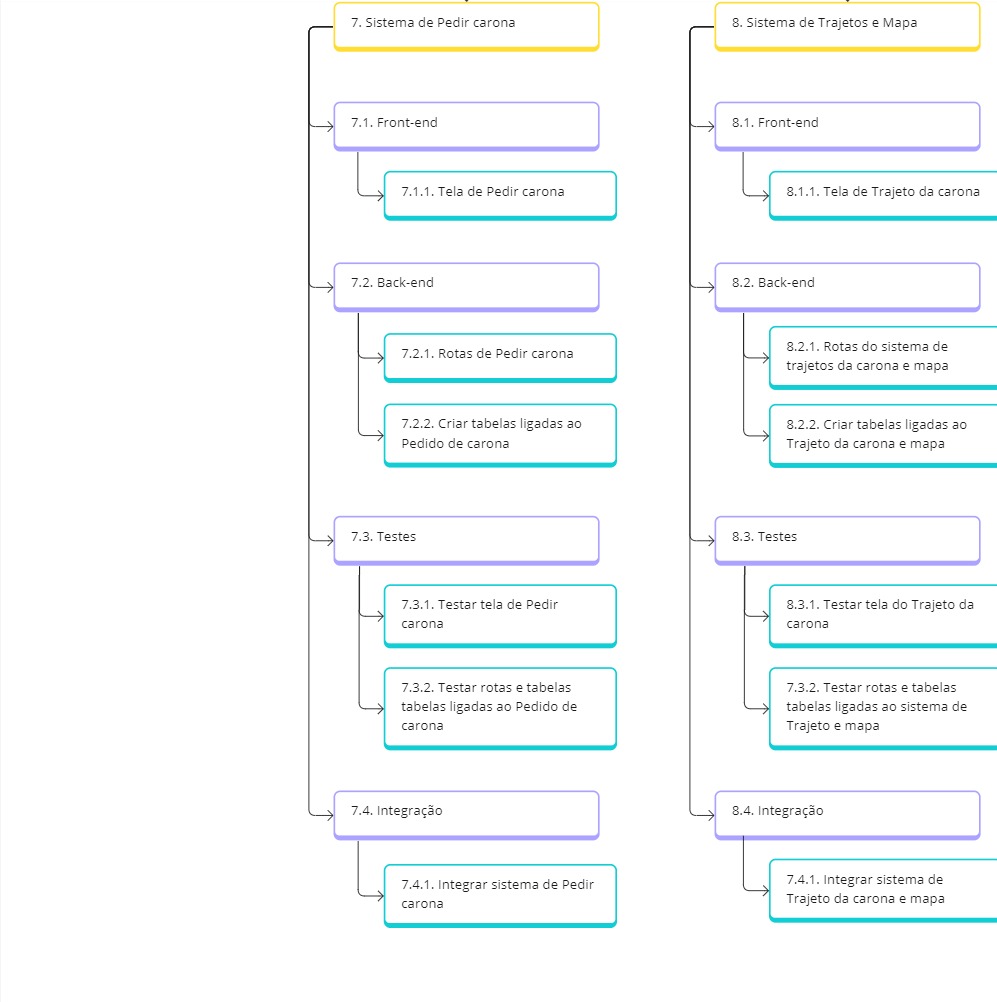 7. Sistema de Pedir carona
7.1. Front-end
7.1.1. Tela de Pedir carona
7.2. Back-end
7.2.1. Rotas de Pedir carona
7.2.2. Criar tabelas ligadas ao
Pedido de carona
7.3. Testes
7.3.1. Testar tela de Pedir
carona
7.3.2. Testar rotas e tabelas
tabelas ligadas ao Pedido de
carona
7.4. Integração
7.4.1. Integrar sistema de Pedir
carona
8. Sistema de Trajetos e Mapa
8.1. Front-end
8.1.1. Tela de Trajeto da carona
8.2. Back-end
8.2.1. Rotas do sistema de
trajetos da carona e mapa
8.2.2. Criar tabelas ligadas ao
Trajeto da carona e mapa
8.3. Testes
8.3.1. Testar tela do Trajeto da
carona
7.3.2. Testar rotas e tabelas
tabelas ligadas ao sistema de
Trajeto e mapa
8.4. Integração
7.4.1. Integrar sistema de
Trajeto da carona e mapa